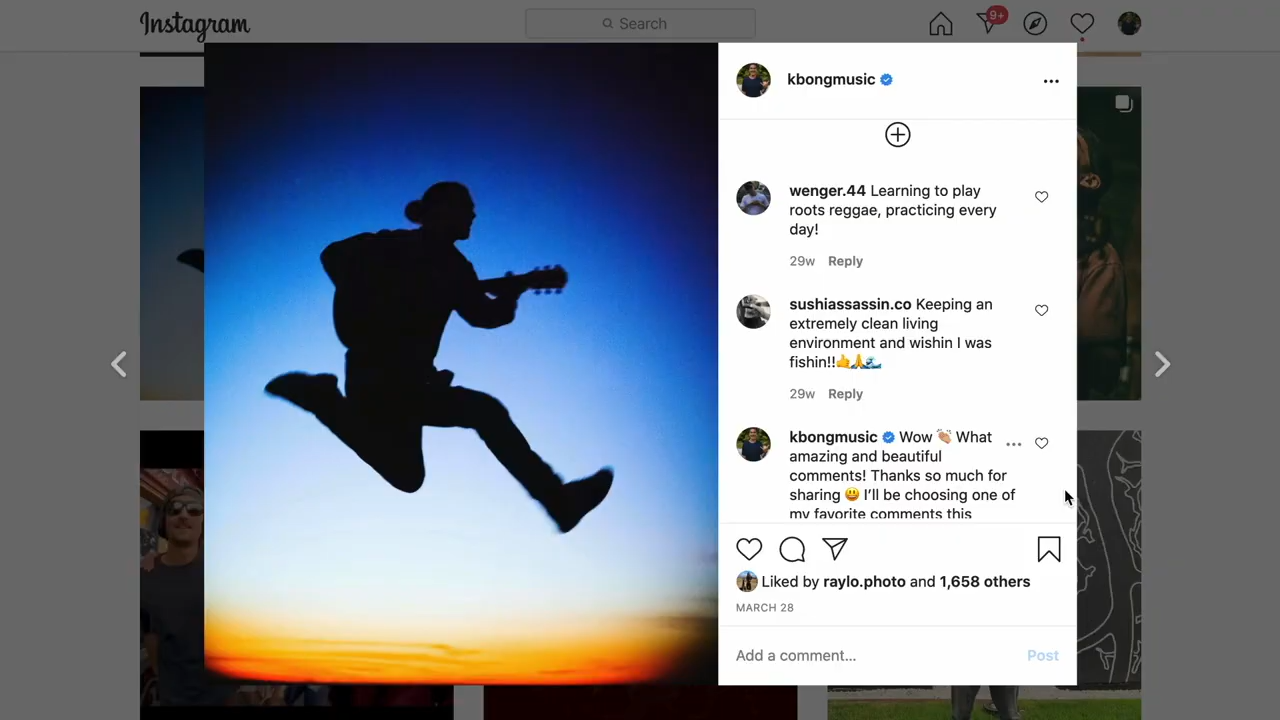 Instagram
Search
9+
kbongmusic
wenger.44 Learning to play
roots reggae, practicing every
day!
29w Reply
sushiassassin.co Keeping an
extremely clean living
environment and wishin I was
fishin!!🤙🙏🌊
29w Reply
kbongmusic Wow 👏🏼 What
amazing and beautiful
comments! Thanks so much for
sharing 😃 I'll be choosing one of
my favorite comments this
Liked by raylo.photo and 1,658 others
MARCH 28
Add a comment...
Post